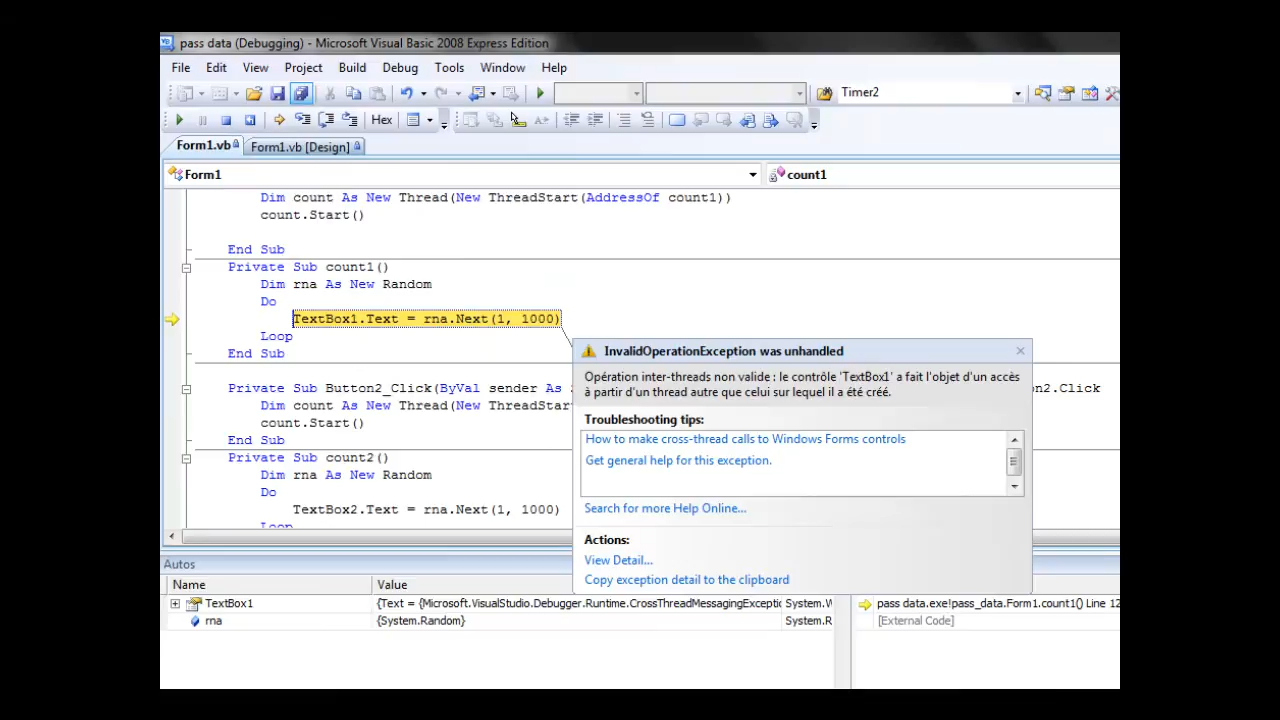 pass data (Debugging) - Microsoft Visual Basic 2008 Express Edition
File Edit View Project Build Debug Tools Window Help
Timer2
Hex
Form1.vb Form1.vb [Design]
Form1 count1
Dim count As New Thread(New ThreadStart(AddressOf count1))
count.Start()
End Sub
Private Sub count1()
Dim rna As New Random
Do
TextBox1.Text = rna.Next(1, 1000)
Loop
End Sub
InvalidOperationException was unhandled
Opération inter-threads non valide : le contrôle 'TextBox1' a fait l'objet d'un accès
à partir d'un thread autre que celui sur lequel il a été créé.
Private Sub Button2_Click(ByVal sender As
Dim count As New Thread(New ThreadStart
count.Start()
End Sub
Private Sub count2()
Dim rna As New Random
Do
TextBox2.Text = rna.Next(1, 1000)
Loop
on2.Click
Troubleshooting tips:
How to make cross-thread calls to Windows Forms controls
Get general help for this exception.
Search for more Help Online...
Actions:
View Detail...
Copy exception detail to the clipboard
Autos
Name Value
TextBox1 {Text = {Microsoft.VisualStudio.Debugger.Runtime.CrossThreadMessagingExceptio System.W
rna {System.Random} System.R
pass data.exe!pass_data.Form1.count1() Line 12
[External Code]